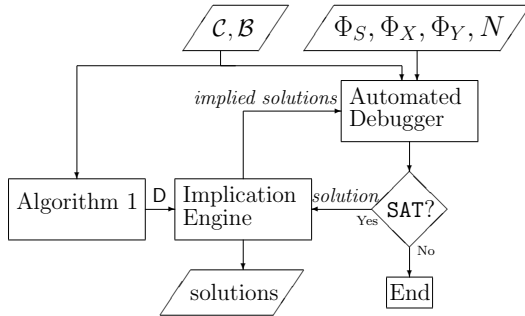 𝒞, ℬ
Φ_S, Φ_X, Φ_Y, N
implied solutions
Automated
Debugger
Algorithm 1
D
Implication
Engine
solution
Yes
SAT?
No
solutions
End